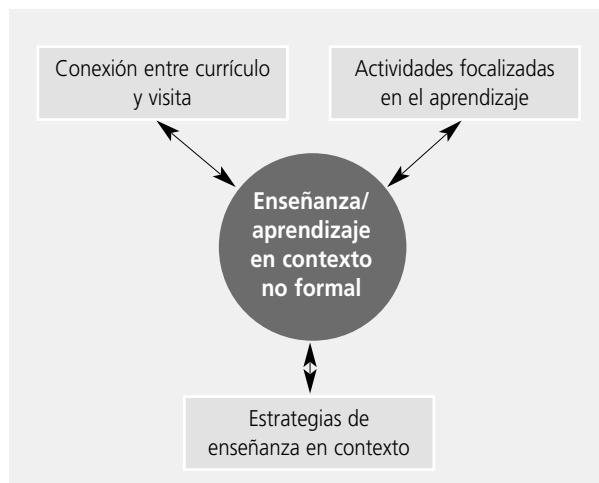 Conexión entre currículo
y visita
Actividades focalizadas
en el aprendizaje
Enseñanza/
aprendizaje
en contexto
no formal
Estrategias de
enseñanza en contexto